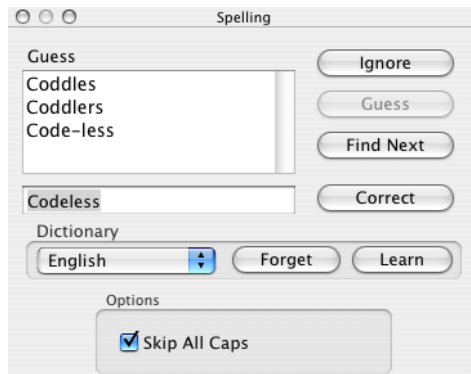 Spelling
Guess
Coddles
Coddlers
Code-less
Codeless
Ignore
Guess
Find Next
Correct
Dictionary
English
Forget
Learn
Options
Skip All Caps